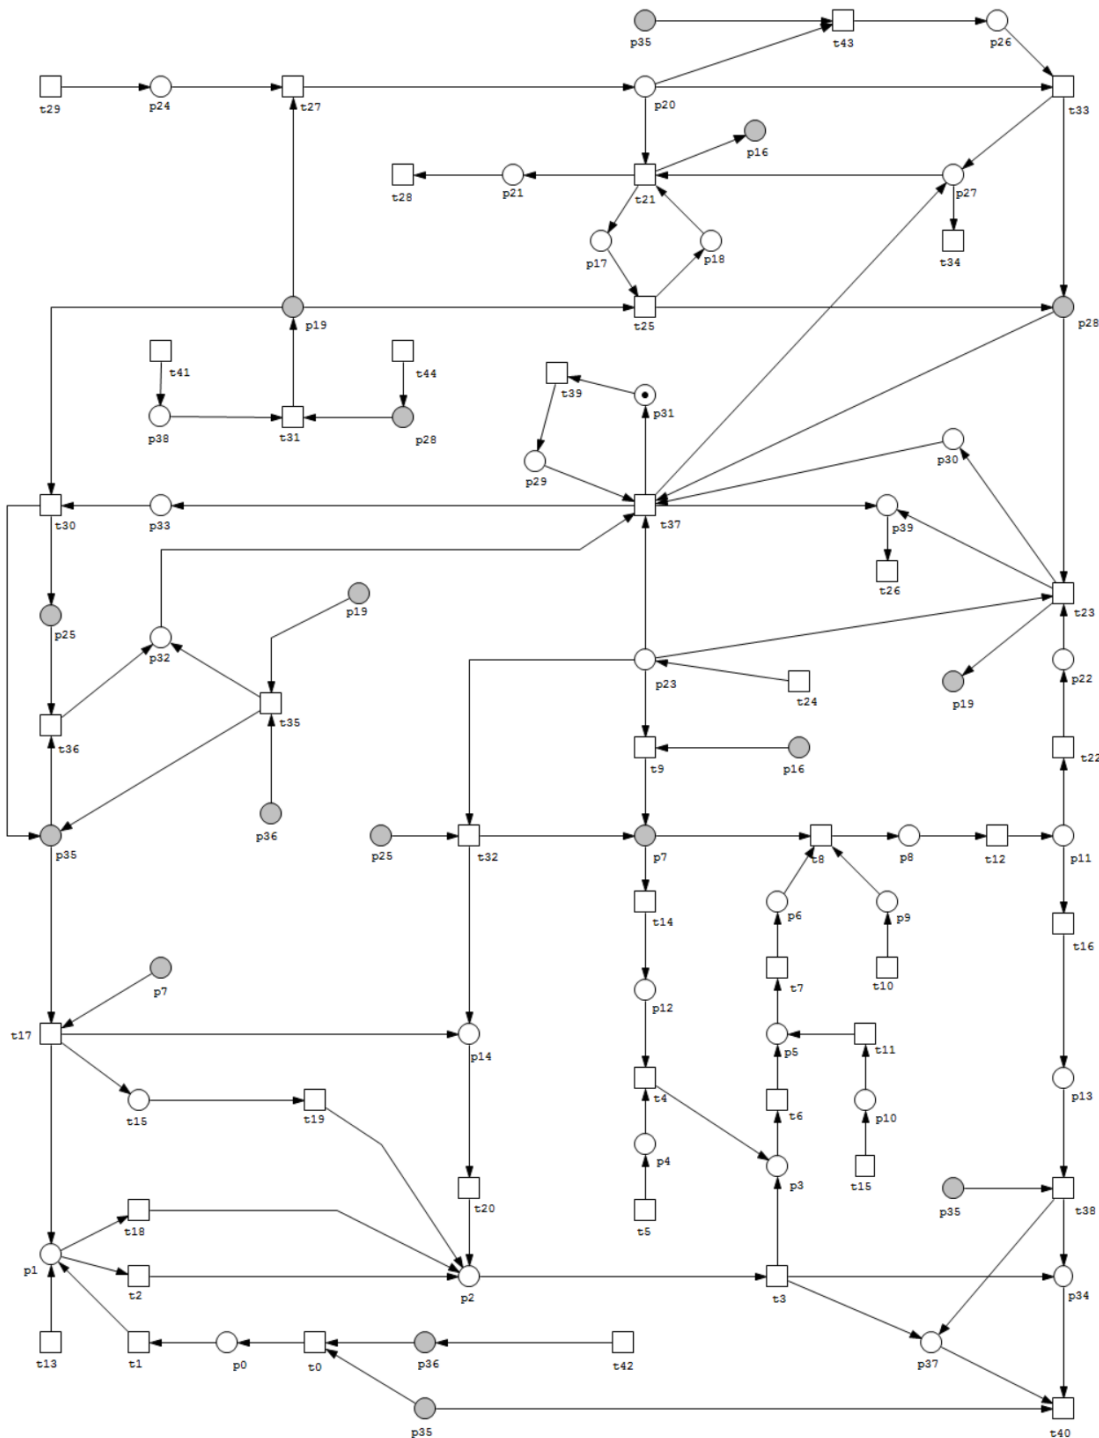 p35
t43
p26
t29
p24
t27
p20
t33
p16
t28
p21
t21
p27
p17
p18
t34
p19
t25
p28
t41
t44
t39
p31
p38
t31
p28
p29
p30
t30
p33
t37
p39
t26
p19
t23
p25
p32
p23
t24
p19
p22
t36
t35
t9
p16
t22
p35
p36
p25
t32
p7
t8
p8
t12
p11
t14
p6
p9
t16
p7
t7
t10
p12
t17
p14
p5
t11
p13
t4
t15
t19
t6
p10
p4
p3
t15
t18
t20
t5
p35
t38
p1
t2
p2
t3
p34
t13
t1
p0
t0
p36
t42
p37
p35
t40